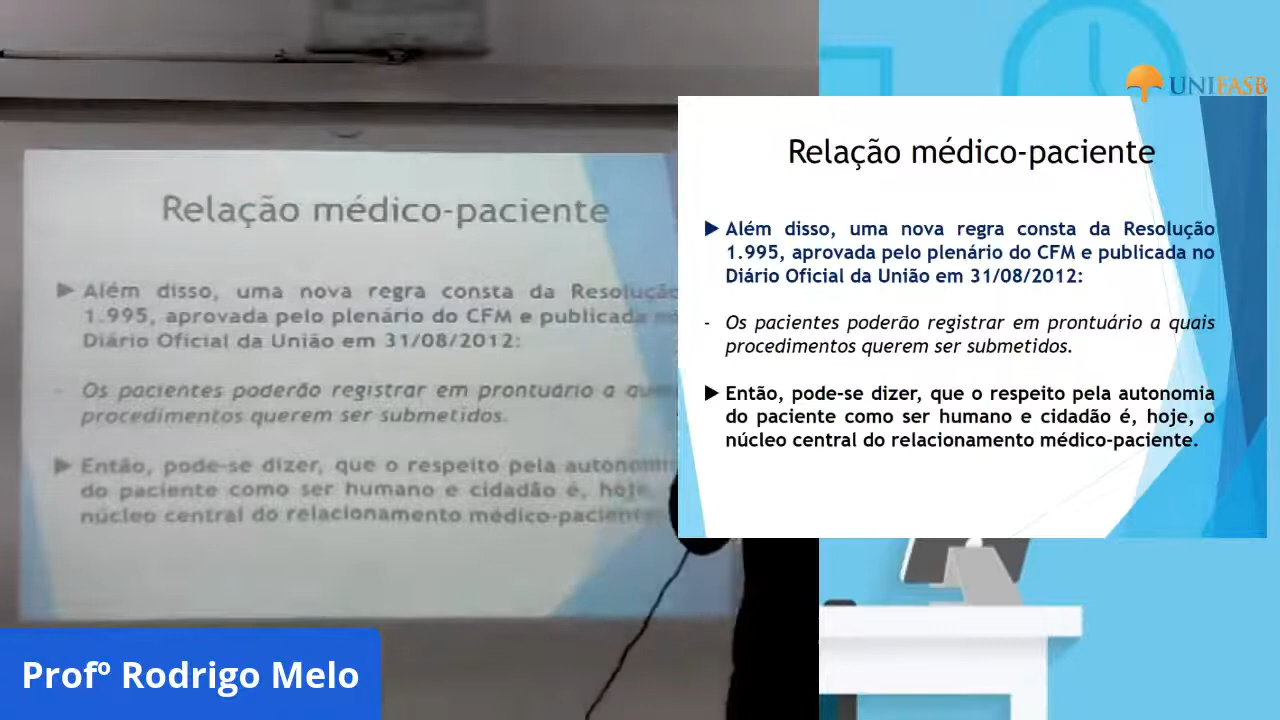 Relação médico-paciente
Além disso, uma nova regra consta da Resolução
1.995, aprovada pelo plenário do CFM e publicada
Diário Oficial da União em 31/08/2012:
- Os pacientes poderão registrar em prontuário a
procedimentos querem ser submetidos.
Então, pode-se dizer, que o respeito pela autonomia
do paciente como ser humano e cidadão é, hoje,
núcleo central do relacionamento médico-paciente
Profº Rodrigo Melo
UNIFASB
Relação médico-paciente
Além disso, uma nova regra consta da Resolução
1.995, aprovada pelo plenário do CFM e publicada no
Diário Oficial da União em 31/08/2012:
- Os pacientes poderão registrar em prontuário a quais
procedimentos querem ser submetidos.
Então, pode-se dizer, que o respeito pela autonomia
do paciente como ser humano e cidadão é, hoje, o
núcleo central do relacionamento médico-paciente.